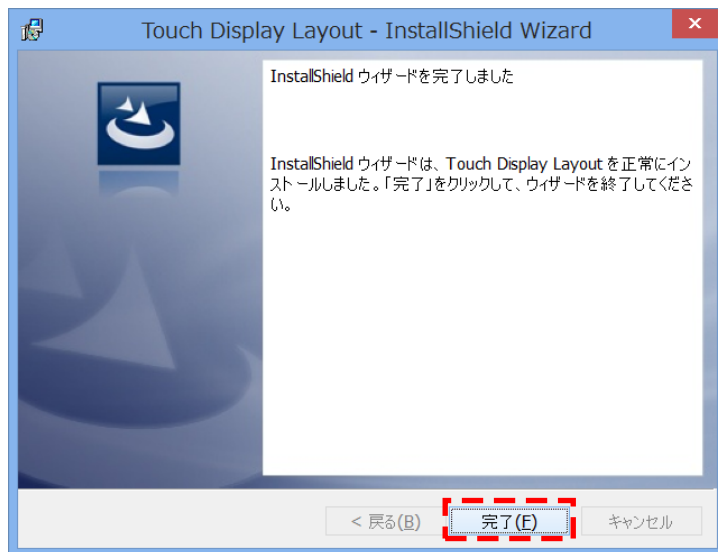 Touch Display Layout - InstallShield Wizard
InstallShield ウィザードを完了しました
InstallShield ウィザードは、Touch Display Layout を正常にイン
ストールしました。「完了」をクリックして、ウィザードを終了してくださ
い。
< 戻る(B)
完了(F)
キャンセル